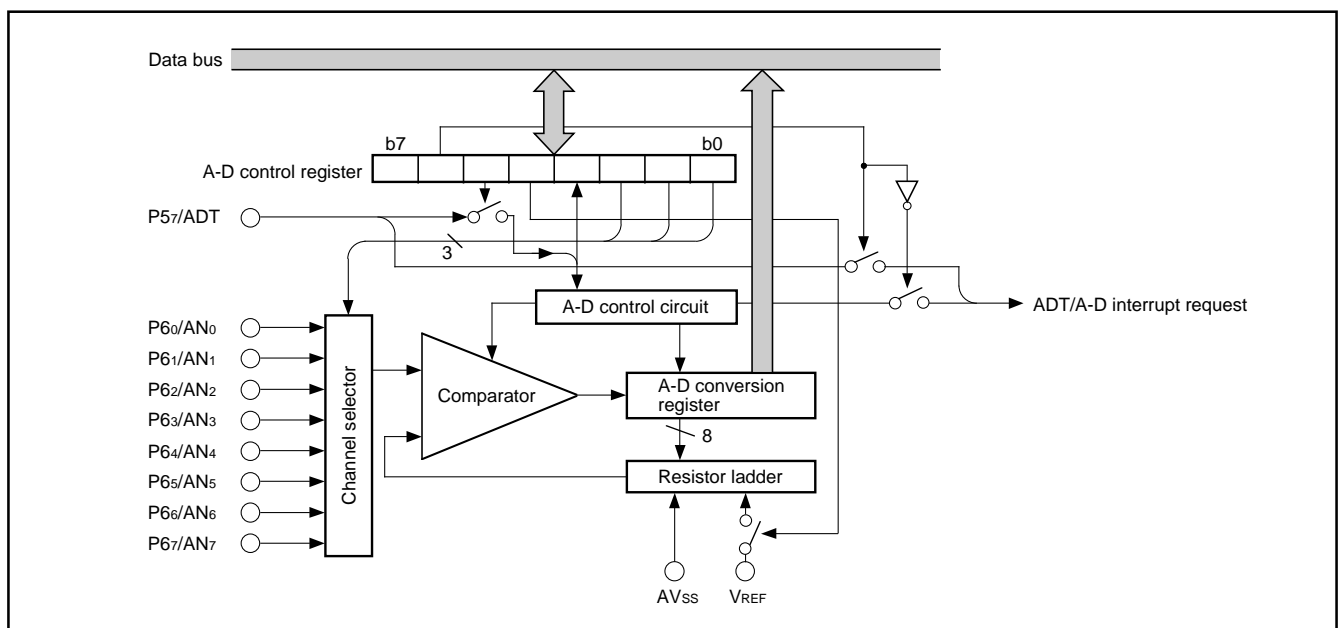 Data bus
b7 b0
A-D control register
P57/ADT
3
A-D control circuit
ADT/A-D interrupt request
P60/AN0
P61/AN1
P62/AN2
P63/AN3
P64/AN4
P65/AN5
P66/AN6
P67/AN7
Channel selector
Comparator
A-D conversion
register
8
Resistor ladder
AVSS VREF